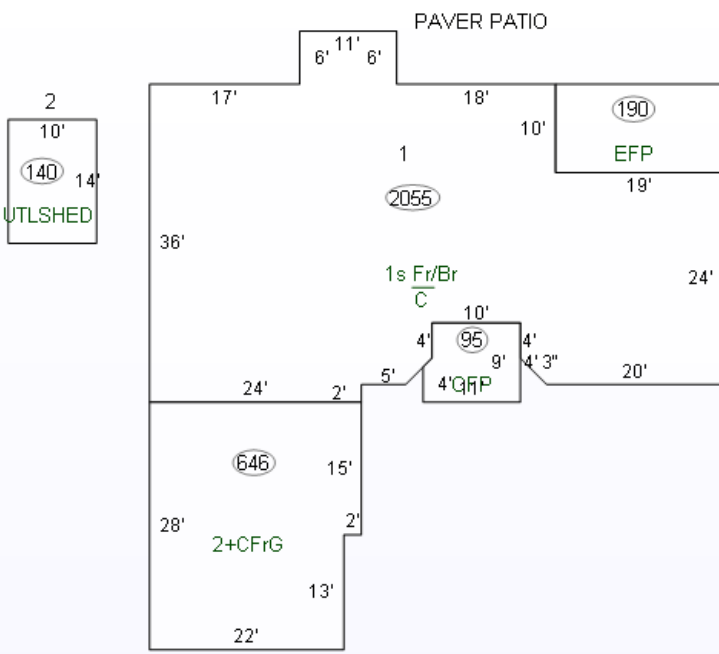 PAVER PATIO
11'
6' 6'
17' 18'
2
10'
140
14'
UTLSHED
190
10'
EFP
19'
1
2055
36'
24'
1s Fr/Br
C
10'
95
4' 4'
9' 4' 3"
5' 4' 11' 20'
OFP
24' 2'
646
15'
28' 2'
2+CFrG
13'
22'